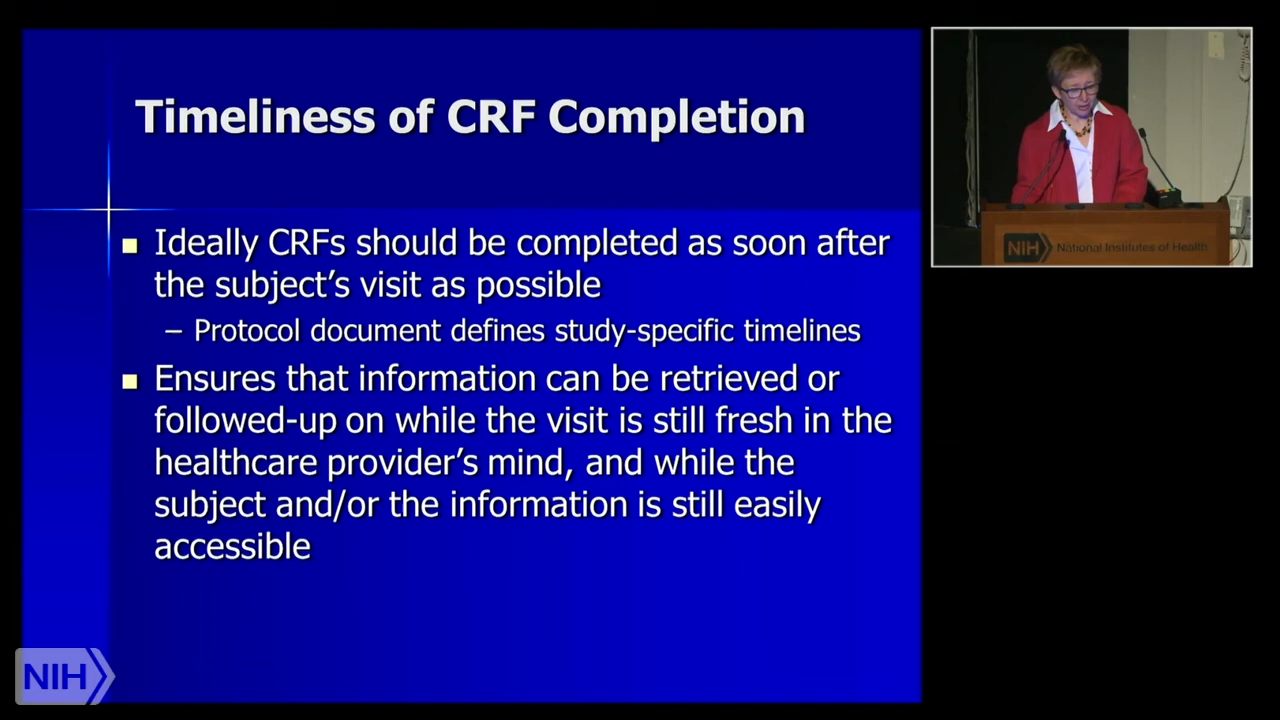 Timeliness of CRF Completion
Ideally CRFs should be completed as soon after
the subject's visit as possible
– Protocol document defines study-specific timelines
Ensures that information can be retrieved or
followed-up on while the visit is still fresh in the
healthcare provider's mind, and while the
subject and/or the information is still easily
accessible
NIH National Institutes of Health
NIH